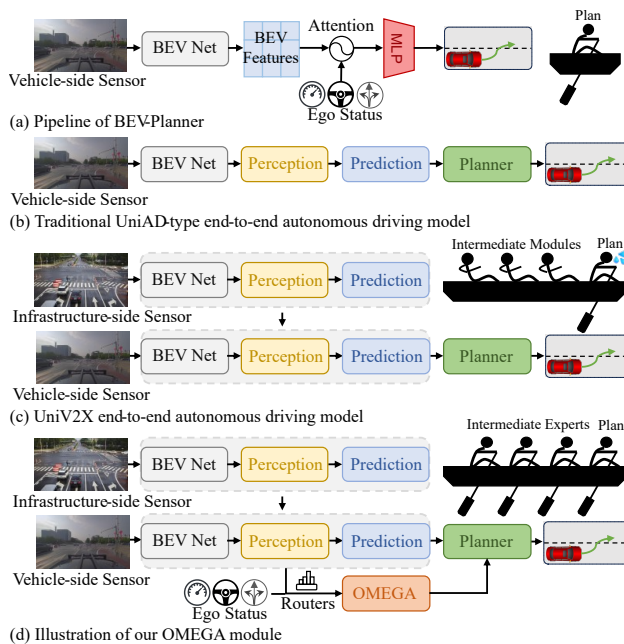 Attention
Plan
BEV Net
BEV
Features
MLP
Vehicle-side Sensor
Ego Status
(a) Pipeline of BEV-Planner
BEV Net
Perception
Prediction
Planner
Vehicle-side Sensor
(b) Traditional UniAD-type end-to-end autonomous driving model
Intermediate Modules
Plan
BEV Net
Perception
Prediction
Infrastructure-side Sensor
BEV Net
Perception
Prediction
Planner
Vehicle-side Sensor
(c) UniV2X end-to-end autonomous driving model
Intermediate Experts
Plan
BEV Net
Perception
Prediction
Infrastructure-side Sensor
BEV Net
Perception
Prediction
Planner
Vehicle-side Sensor
Ego Status
Routers
OMEGA
(d) Illustration of our OMEGA module